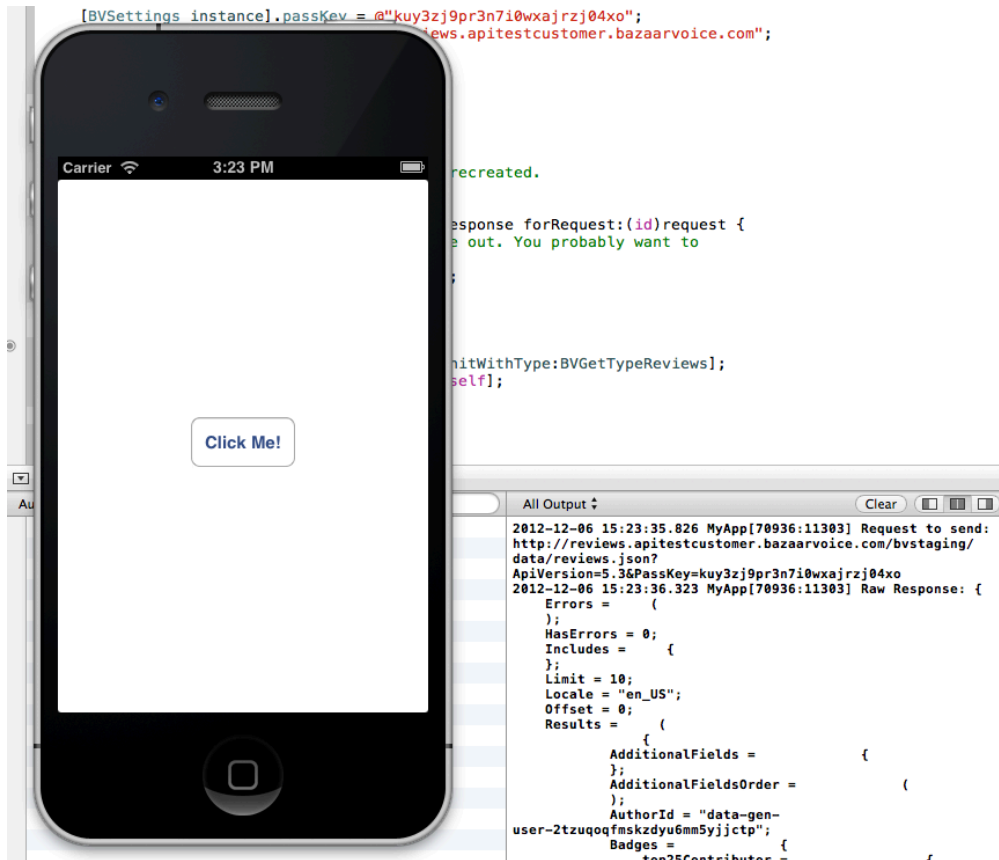 [BVSettings instance].passKey = @"kuy3zj9pr3n7i0wxajrzj04xo";
iews.apitestcustomer.bazaarvoice.com";
recreated.
esponse forRequest:(id)request {
e out. You probably want to
;
nitWithType:BVGetTypeReviews];
self];
Carrier
3:23 PM
Click Me!
Au
All Output
Clear
2012-12-06 15:23:35.826 MyApp[70936:11303] Request to send:
http://reviews.apitestcustomer.bazaarvoice.com/bvstaging/
data/reviews.json?
ApiVersion=5.3&PassKey=kuy3zj9pr3n7i0wxajrzj04xo
2012-12-06 15:23:36.323 MyApp[70936:11303] Raw Response: {
Errors = (
);
HasErrors = 0;
Includes = {
};
Limit = 10;
Locale = "en_US";
Offset = 0;
Results = (
{
AdditionalFields = {
};
AdditionalFieldsOrder = (
);
AuthorId = "data-gen-
user-2tzuqoqfmskzdyu6mm5yjjctp";
Badges = {
top25Contributor = {